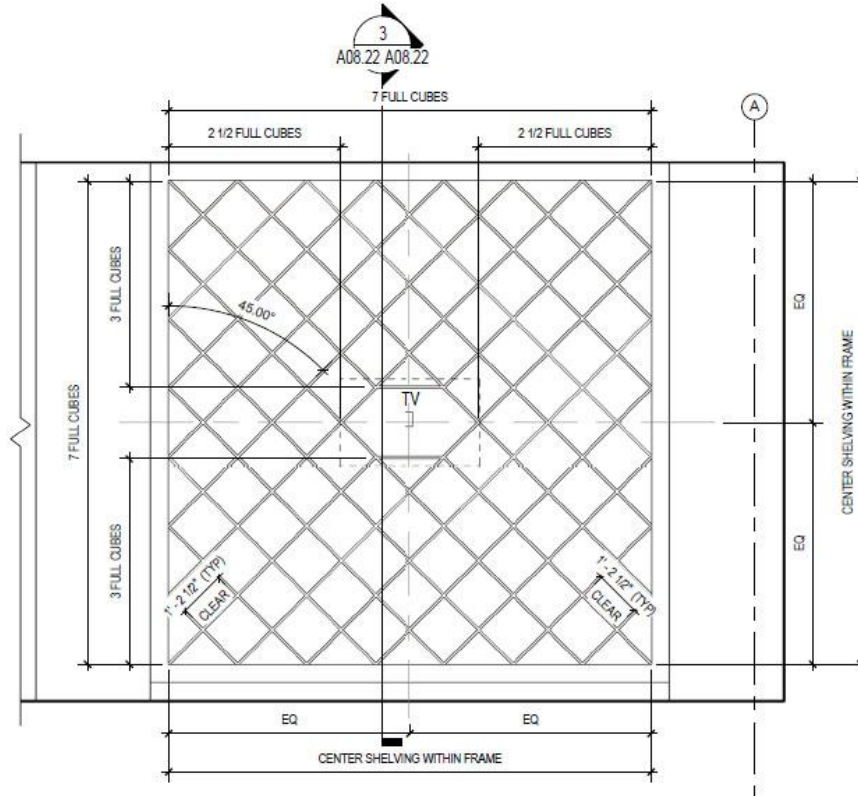 3
A08.22 A08.22
7 FULL CUBES
A
2 1/2 FULL CUBES
2 1/2 FULL CUBES
3 FULL CUBES
45.00°
EQ
7 FULL CUBES
TV
CENTER SHELVING WITHIN FRAME
3 FULL CUBES
EQ
1' - 2 1/2" (TYP)
CLEAR
1' - 2 1/2" (TYP)
CLEAR
EQ
EQ
CENTER SHELVING WITHIN FRAME